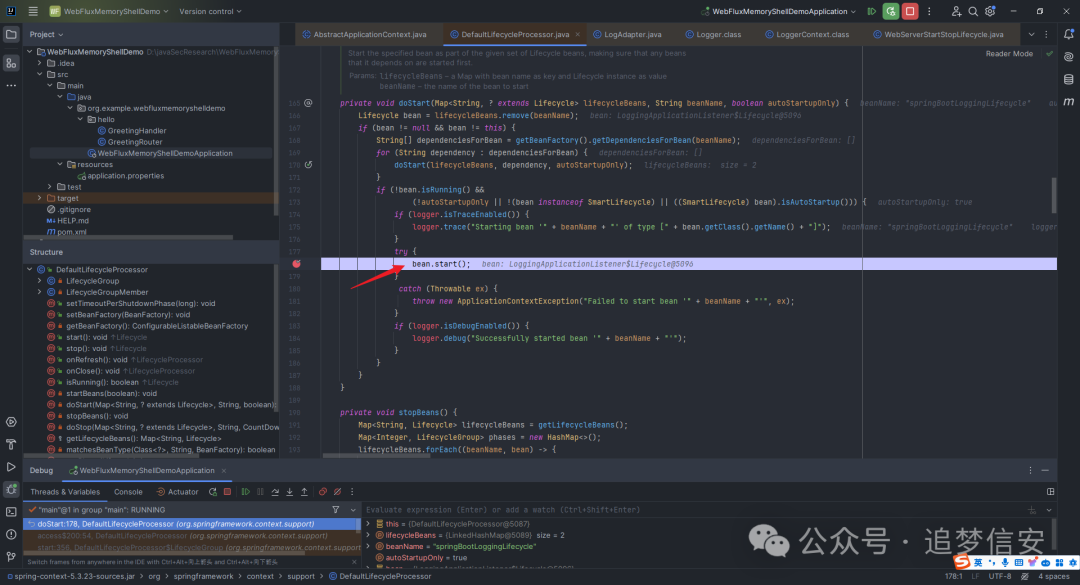 WebFluxMemoryShellDemo
Version control
WebFluxMemoryShellDemoApplication
Project
AbstractApplicationContext.java
DefaultLifecycleProcessor.java
LogAdapter.java
Logger.class
LoggerContext.class
WebServerStartStopLifecycle.java
WebFluxMemoryShellDemo D:\javaSecResearch\WebFluxMemory
.idea
src
main
java
org.example.webfluxmemoryshelldemo
hello
GreetingHandler
GreetingRouter
WebFluxMemoryShellDemoApplication
resources
application.properties
test
target
.gitignore
HELP.md
pom.xml
Start the specified bean as part of the given set of Lifecycle beans, making sure that any beans
that it depends on are started first.
Params: lifecycleBeans – a Map with bean name as key and Lifecycle instance as value
beanName – the name of the bean to start
Reader Mode
private void doStart(Map<String, ? extends Lifecycle> lifecycleBeans, String beanName, boolean autoStartupOnly) { beanName: "springBootLoggingLifecycle"
Lifecycle bean = lifecycleBeans.remove(beanName); bean: LoggingApplicationListener$Lifecycle@5096
if (bean != null && bean != this) {
String[] dependenciesForBean = getBeanFactory().getDependenciesForBean(beanName); dependenciesForBean: []
for (String dependency : dependenciesForBean) { dependenciesForBean: []
doStart(lifecycleBeans, dependency, autoStartupOnly); lifecycleBeans: size = 2
}
if (!bean.isRunning() &&
(!autoStartupOnly || !(bean instanceof SmartLifecycle) || ((SmartLifecycle) bean).isAutoStartup())) { autoStartupOnly: true
if (logger.isTraceEnabled()) {
logger.trace("Starting bean '" + beanName + "' of type [" + bean.getClass().getName() + "]"); beanName: "springBootLoggingLifecycle" logger
}
try {
bean.start(); bean: LoggingApplicationListener$Lifecycle@5096
}
catch (Throwable ex) {
throw new ApplicationContextException("Failed to start bean '" + beanName + "'", ex);
}
if (logger.isDebugEnabled()) {
logger.debug("Successfully started bean '" + beanName + "'");
}
}
}
}
private void stopBeans() {
Map<String, Lifecycle> lifecycleBeans = getLifecycleBeans();
Map<Integer, LifecycleGroup> phases = new HashMap<>();
lifecycleBeans.forEach((beanName, bean) -> {
Structure
DefaultLifecycleProcessor
LifecycleGroup
LifecycleGroupMember
setTimeoutPerShutdownPhase(long): void
setBeanFactory(BeanFactory): void
getBeanFactory(): ConfigurableListableBeanFactory
start(): void ↑Lifecycle
stop(): void ↑Lifecycle
onRefresh(): void ↑LifecycleProcessor
onClose(): void ↑LifecycleProcessor
isRunning(): boolean ↑Lifecycle
startBeans(boolean): void
doStart(Map<String, ? extends Lifecycle>, String, boolean):
stopBeans(): void
doStop(Map<String, ? extends Lifecycle>, String, CountDow
getLifecycleBeans(): Map<String, Lifecycle>
matchesBeanType(Class<?>, String, BeanFactory): boolean
Debug
WebFluxMemoryShellDemoApplication
Threads & Variables
Console
Actuator
"main"@1 in group "main": RUNNING
doStart:178, DefaultLifecycleProcessor (org.springframework.context.support)
access$200:54, DefaultLifecycleProcessor (org.springframework.context.support)
start:356, DefaultLifecycleProcessor$LifecycleGroup (org.springframework.context
Switch frames from anywhere in the IDE with Ctrl+Alt+向上箭头 and Ctrl+Alt+向下箭头
Evaluate expression (Enter) or add a watch (Ctrl+Shift+Enter)
this = {DefaultLifecycleProcessor@5087}
lifecycleBeans = {LinkedHashMap@5089} size = 2
beanName = "springBootLoggingLifecycle"
autoStartupOnly = true
公众号 · 追梦信安
英
spring-context-5.3.23-sources.jar
org
springframework
context
support
DefaultLifecycleProcessor
178:1
LF
UTF-8
4 spaces